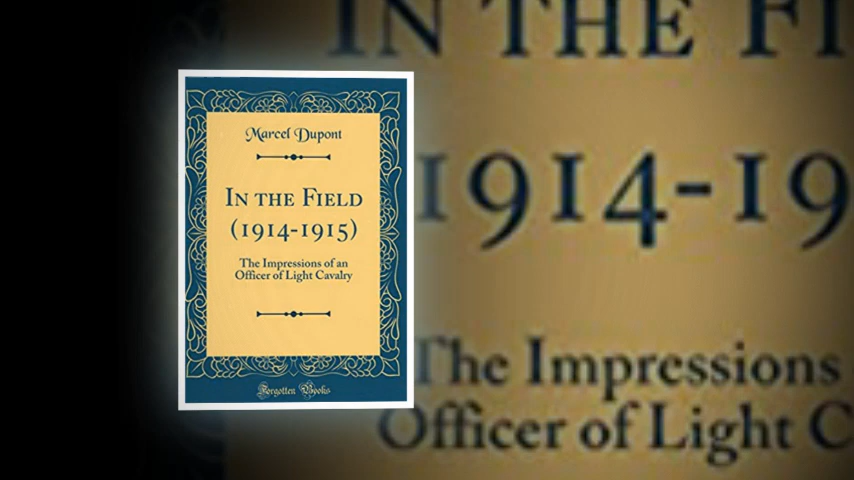 Marcel Dupont
IN THE FIELD
(1914-1915)
The Impressions of an
Officer of Light Cavalry
Forgotten Books
IN THE FI
1914-19
The Impressions
Officer of Light C